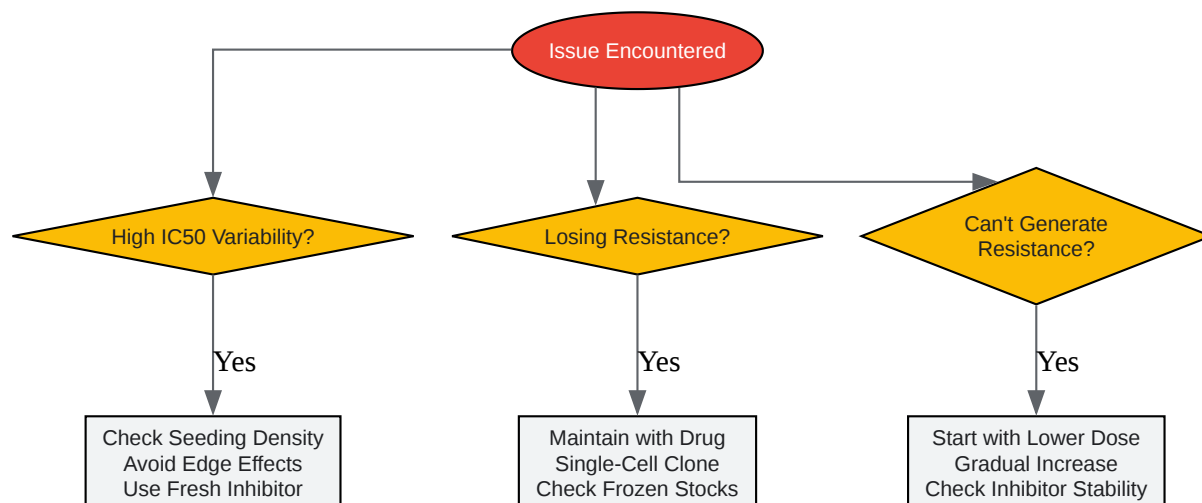 Issue Encountered
High IC50 Variability?
Losing Resistance?
Can't Generate
Resistance?
Yes
Yes
Yes
Check Seeding Density
Avoid Edge Effects
Use Fresh Inhibitor
Maintain with Drug
Single-Cell Clone
Check Frozen Stocks
Start with Lower Dose
Gradual Increase
Check Inhibitor Stability